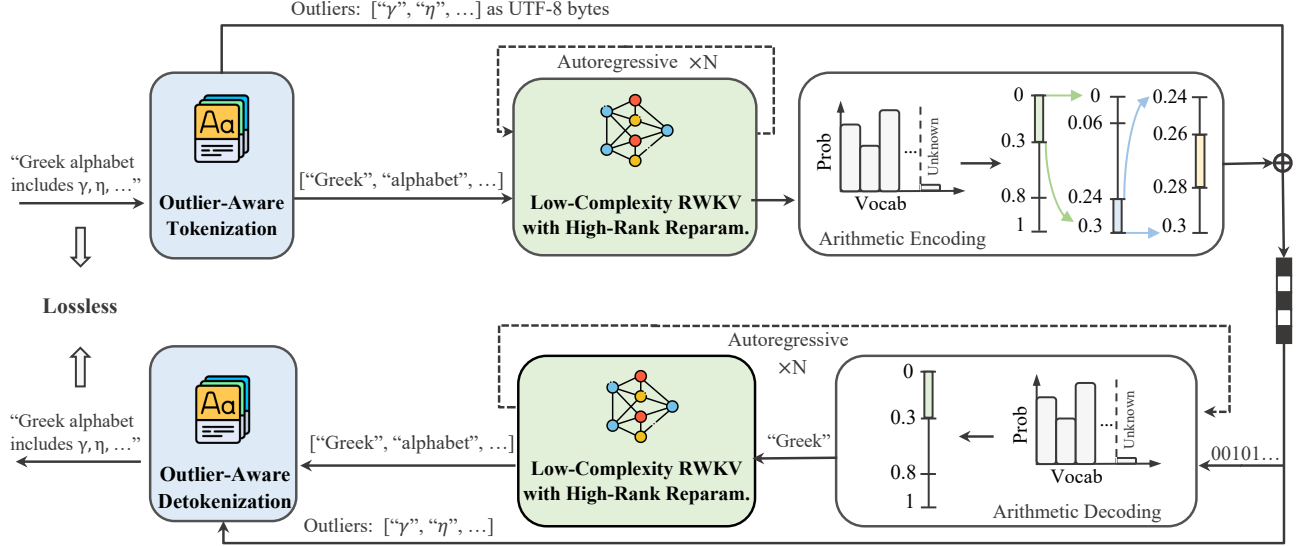 Outliers: ["γ", "η", …] as UTF-8 bytes
Autoregressive ×N
Aa
"Greek alphabet
includes γ, η, …"
Outlier-Aware
Tokenization
["Greek", "alphabet", …]
Low-Complexity RWKV
with High-Rank Reparam.
Prob
...
Unknown
Vocab
Arithmetic Encoding
0
0.3
0.8
1
0
0.06
0.24
0.3
0.24
0.26
0.28
0.3
Lossless
Autoregressive
×N
Aa
"Greek alphabet
includes γ, η, …"
Outlier-Aware
Detokenization
["Greek", "alphabet", …]
Low-Complexity RWKV
with High-Rank Reparam.
"Greek"
0
0.3
0.8
1
Prob
...
Unknown
Vocab
Arithmetic Decoding
00101…
Outliers: ["γ", "η", …]